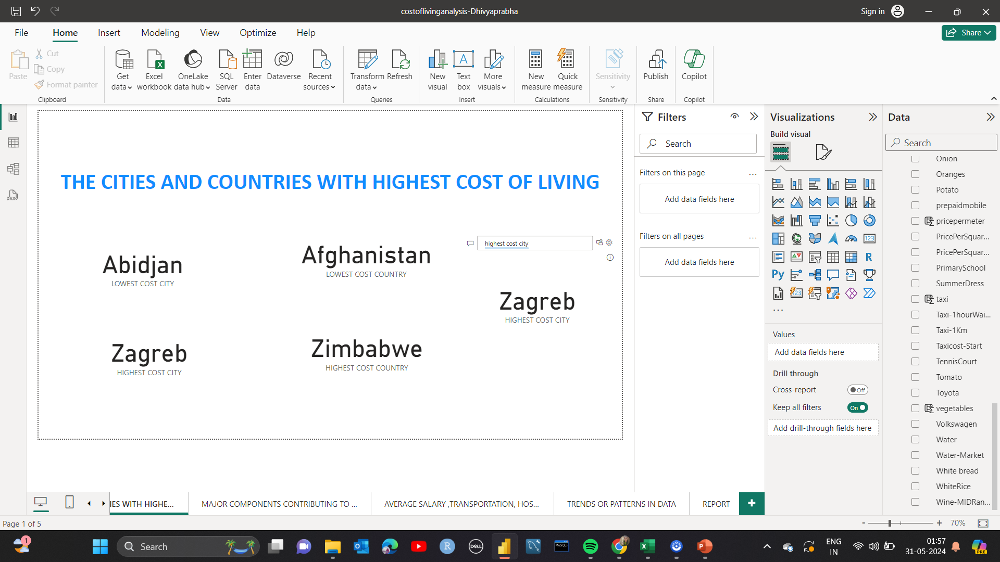 costoflivinganalysis-Dhivyaprabha
Sign in
File Home Insert Modeling View Optimize Help
Share
Paste
Cut
Copy
Format painter
Clipboard
Get data
Excel workbook
OneLake data hub
SQL Server
Enter data
Dataverse
Recent sources
Data
Transform data
Refresh
Queries
New visual
Text box
More visuals
Insert
New measure
Quick measure
Calculations
Sensitivity
Sensitivity
Publish
Share
Copilot
Copilot
THE CITIES AND COUNTRIES WITH HIGHEST COST OF LIVING
Abidjan
LOWEST COST CITY
Afghanistan
LOWEST COST COUNTRY
highest cost city
Zagreb
HIGHEST COST CITY
Zagreb
HIGHEST COST CITY
Zimbabwe
HIGHEST COST COUNTRY
Filters
Search
Filters on this page
...
Add data fields here
Filters on all pages
...
Add data fields here
Visualizations
Build visual
123
R
Py
123
...
Values
Add data fields here
Drill through
Cross-report
Off
Keep all filters
On
Add drill-through fields here
Data
Search
Onion
Oranges
Potato
prepaidmobile
pricepermeter
PricePerSquar...
PricePerSquar...
PrimarySchool
SummerDress
taxi
Taxi-1hourWai...
Taxi-1Km
Taxicost-Start
TennisCourt
Tomato
Toyota
vegetables
Volkswagen
Water
Water-Market
White bread
WhiteRice
Wine-MIDRan...
DAX
IES WITH HIGHE...
MAJOR COMPONENTS CONTRIBUTING TO ...
AVERAGE SALARY ,TRANSPORTATION, HOS...
TRENDS OR PATTERNS IN DATA
REPORT
+
Page 1 of 5
- + 70%
1
Search
R
DELL
MySQL
ENG
IN
01:57
31-05-2024
PRE